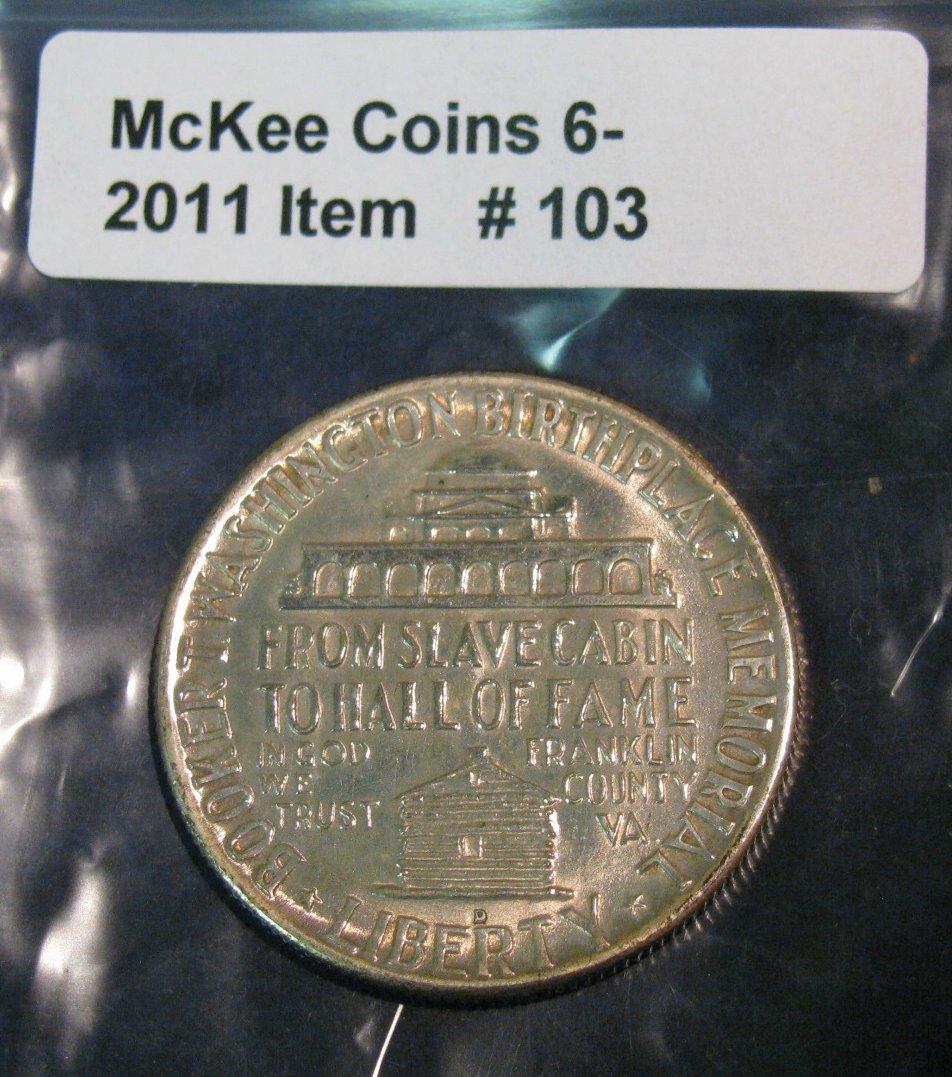 McKee Coins 6-
2011 Item # 103
BOOKER T WASHINGTON BIRTHPLACE MEMORIAL
FROM SLAVE CABIN
TO HALL OF FAME
IN GOD
WE
TRUST
FRANKLIN
COUNTY
VA
D
LIBERTY